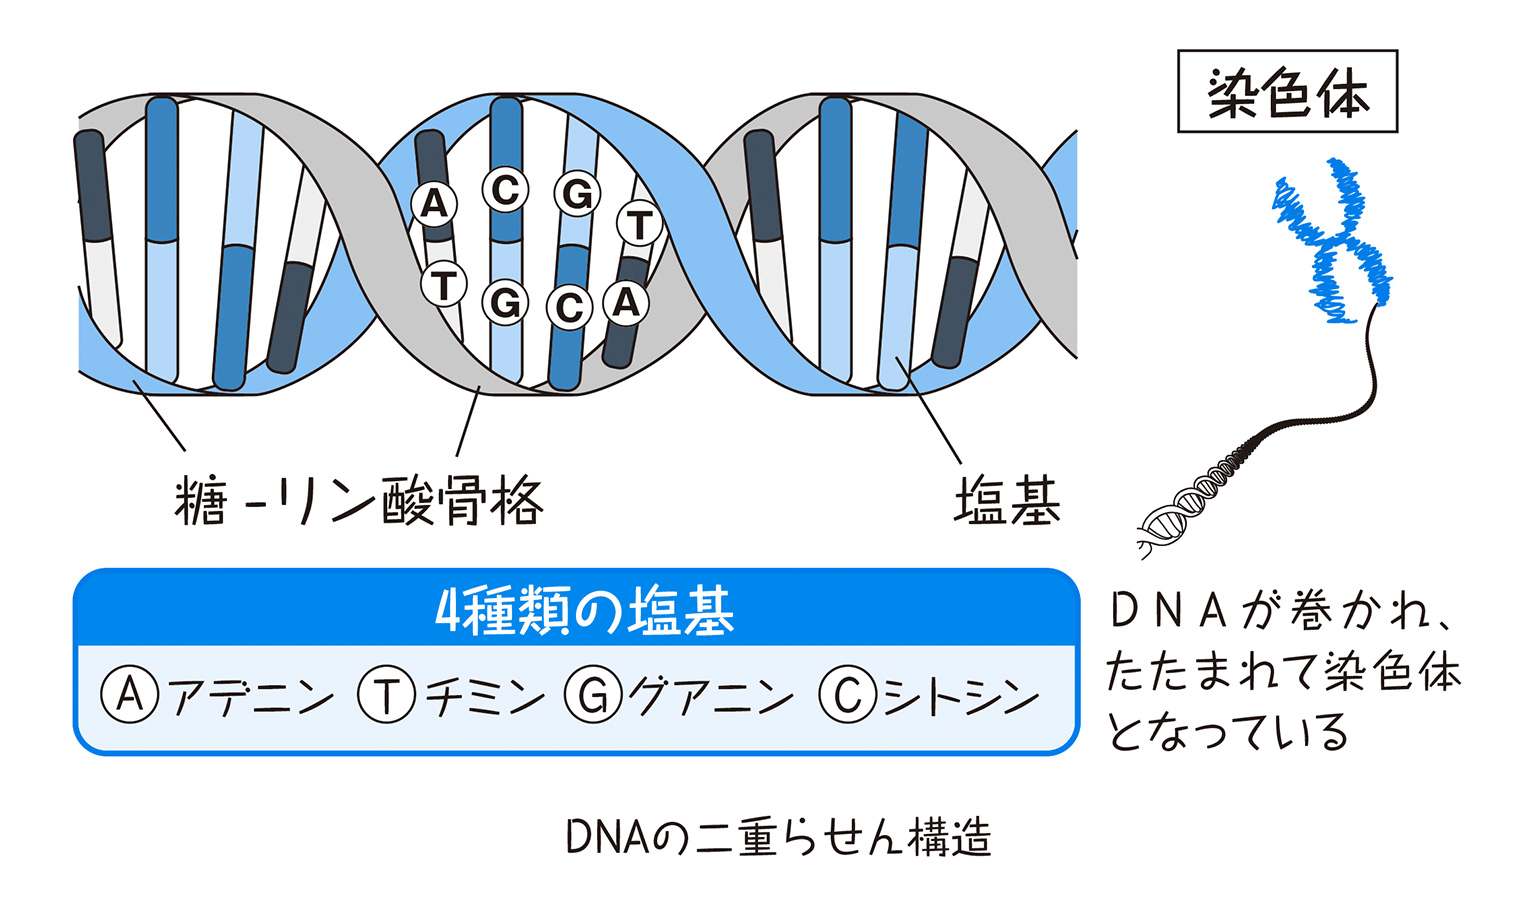 染色体
A C G T
T G C A
糖-リン酸骨格
塩基
4種類の塩基
Aアデニン Tチミン Gグアニン Cシトシン
DNAが巻かれ、
たたまれて染色体
となっている
DNAの二重らせん構造